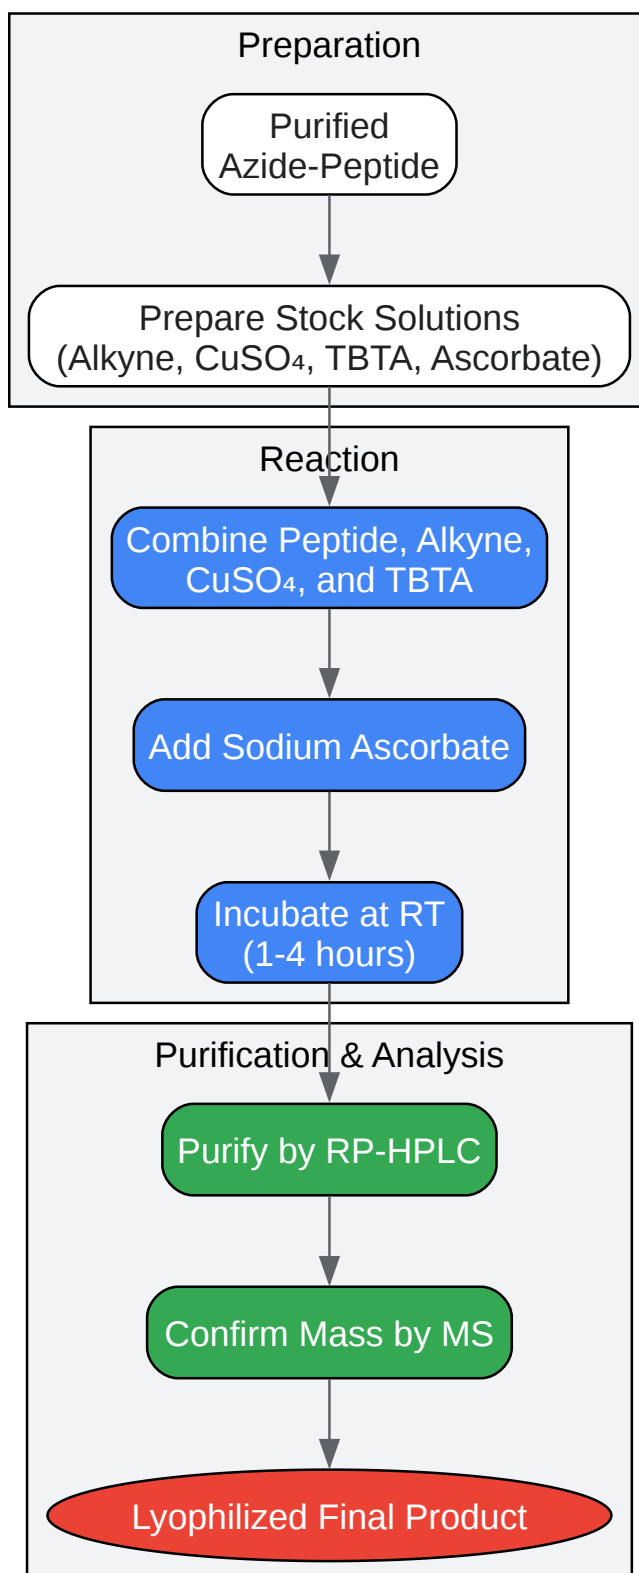 Preparation
Purified
Azide-Peptide
Prepare Stock Solutions
(Alkyne, CuSO₄, TBTA, Ascorbate)
Reaction
Combine Peptide, Alkyne,
CuSO₄, and TBTA
Add Sodium Ascorbate
Incubate at RT
(1-4 hours)
Purification & Analysis
Purify by RP-HPLC
Confirm Mass by MS
Lyophilized Final Product